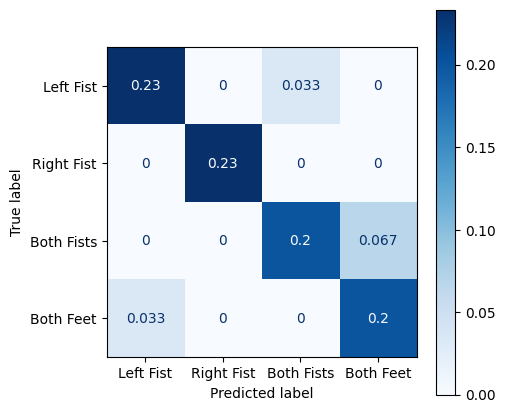 Left Fist 0.23 0 0.033 0
Right Fist 0 0.23 0 0
Both Fists 0 0 0.2 0.067
Both Feet 0.033 0 0 0.2
Left Fist Right Fist Both Fists Both Feet
Predicted label
True label
0.20
0.15
0.10
0.05
0.00